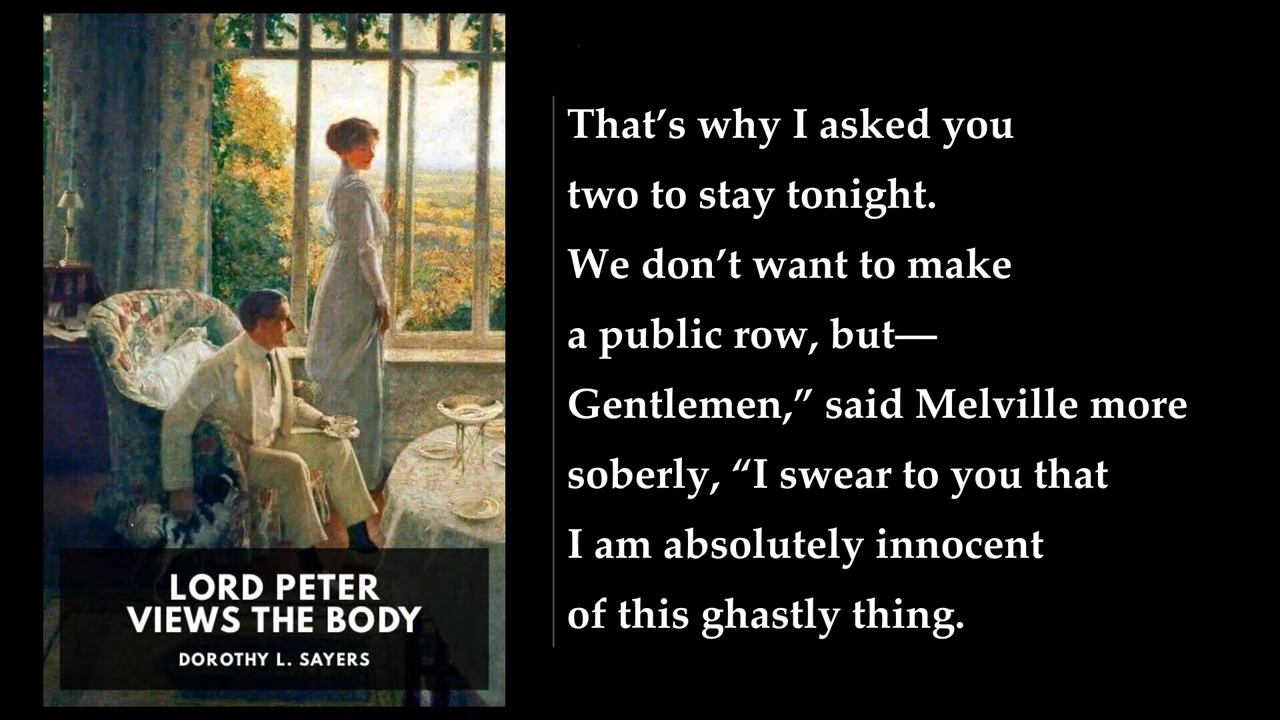 That’s why I asked you
two to stay tonight.
We don’t want to make
a public row, but—
Gentlemen,” said Melville more
soberly, “I swear to you that
I am absolutely innocent
of this ghastly thing.
LORD PETER
VIEWS THE BODY
DOROTHY L. SAYERS